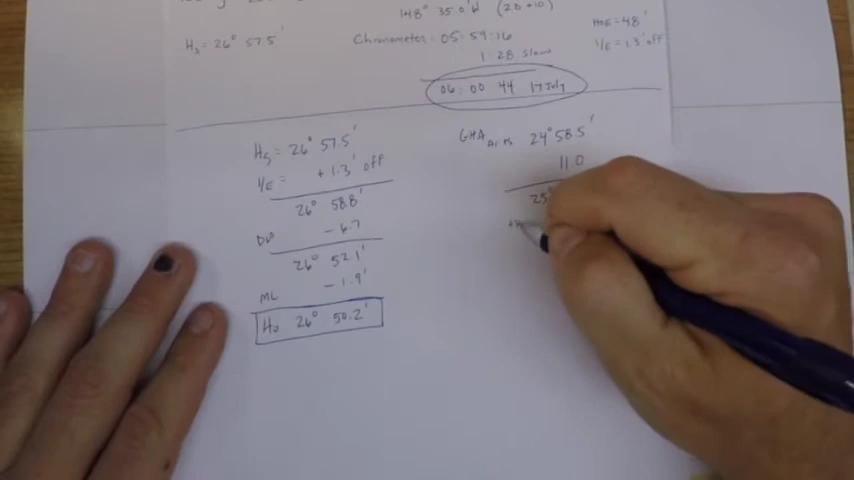 148° 35.0'W (20+10)
Hs = 26° 57.5'
Chronometer = 05:59:16
HOE = 48'
1:28 slow
I/E = 1.3' off
06:00 44 17 July
Hs = 26° 57.5'
GHA Aries 24° 58.5'
I/E = + 1.3' off
11.0
26° 58.8'
25°
DIP - 6.7
26° 52.1'
ML - 1.9'
Ho 26° 50.2'